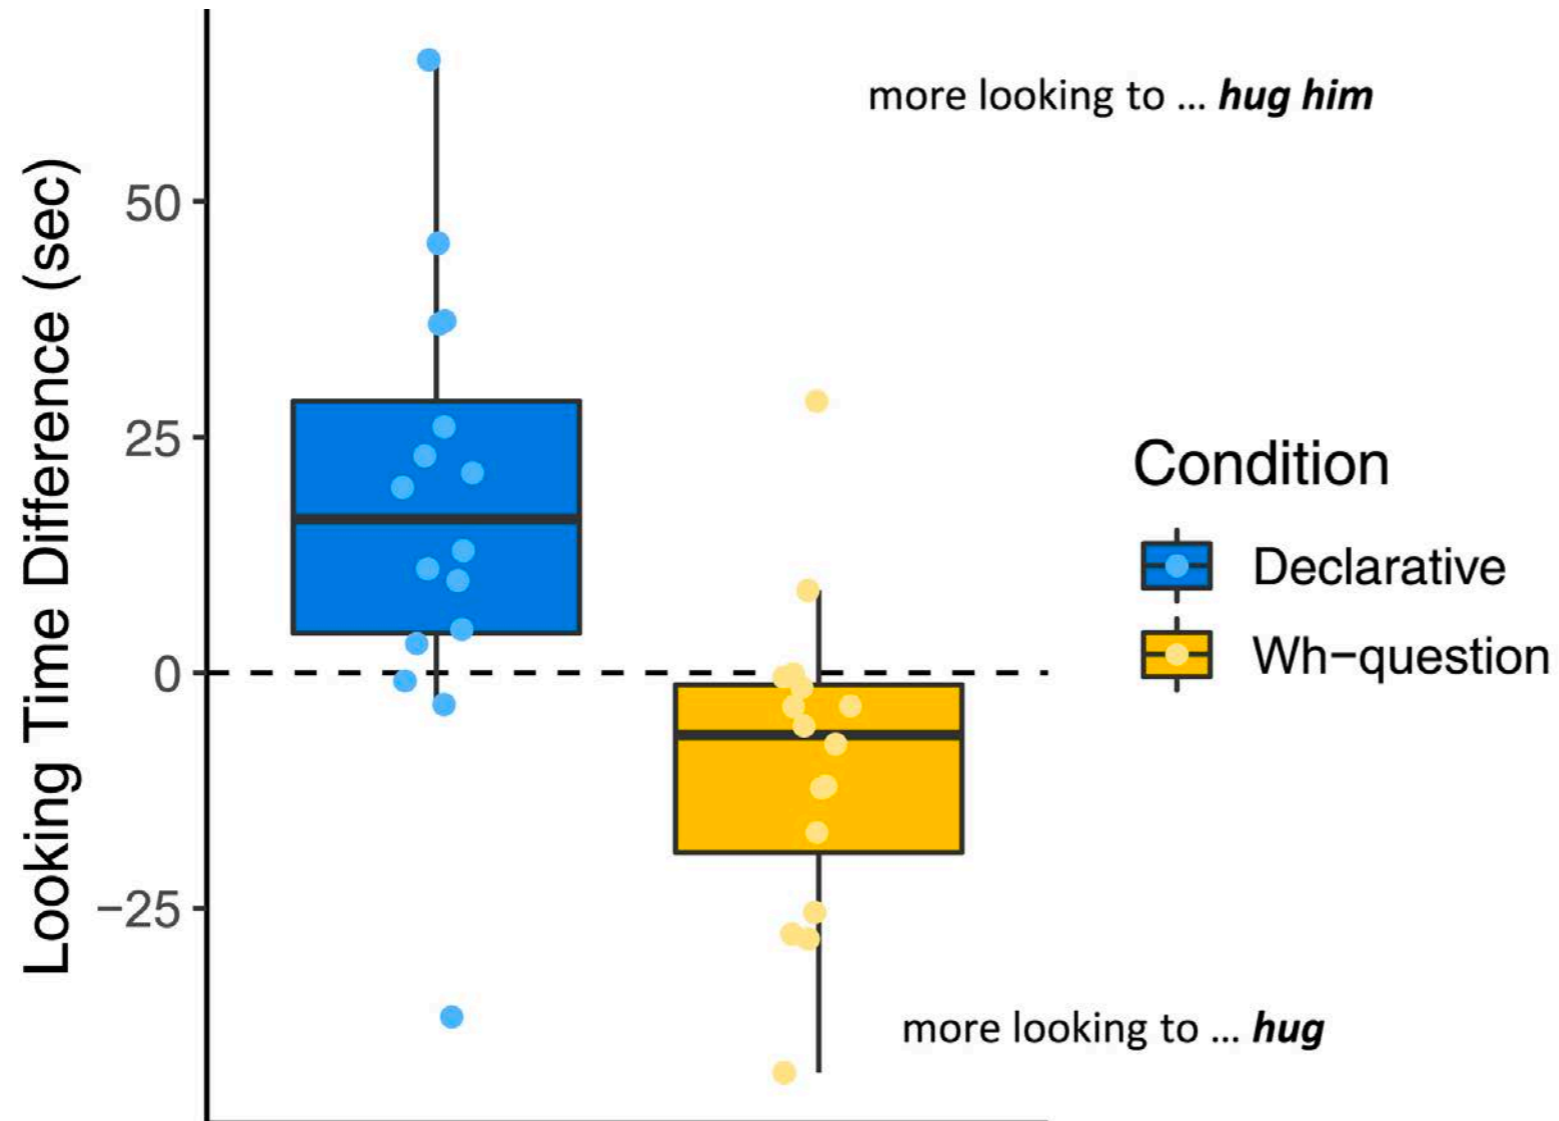 more looking to ... hug him
Looking Time Difference (sec)
50
25
0
−25
Condition
Declarative
Wh−question
more looking to ... hug